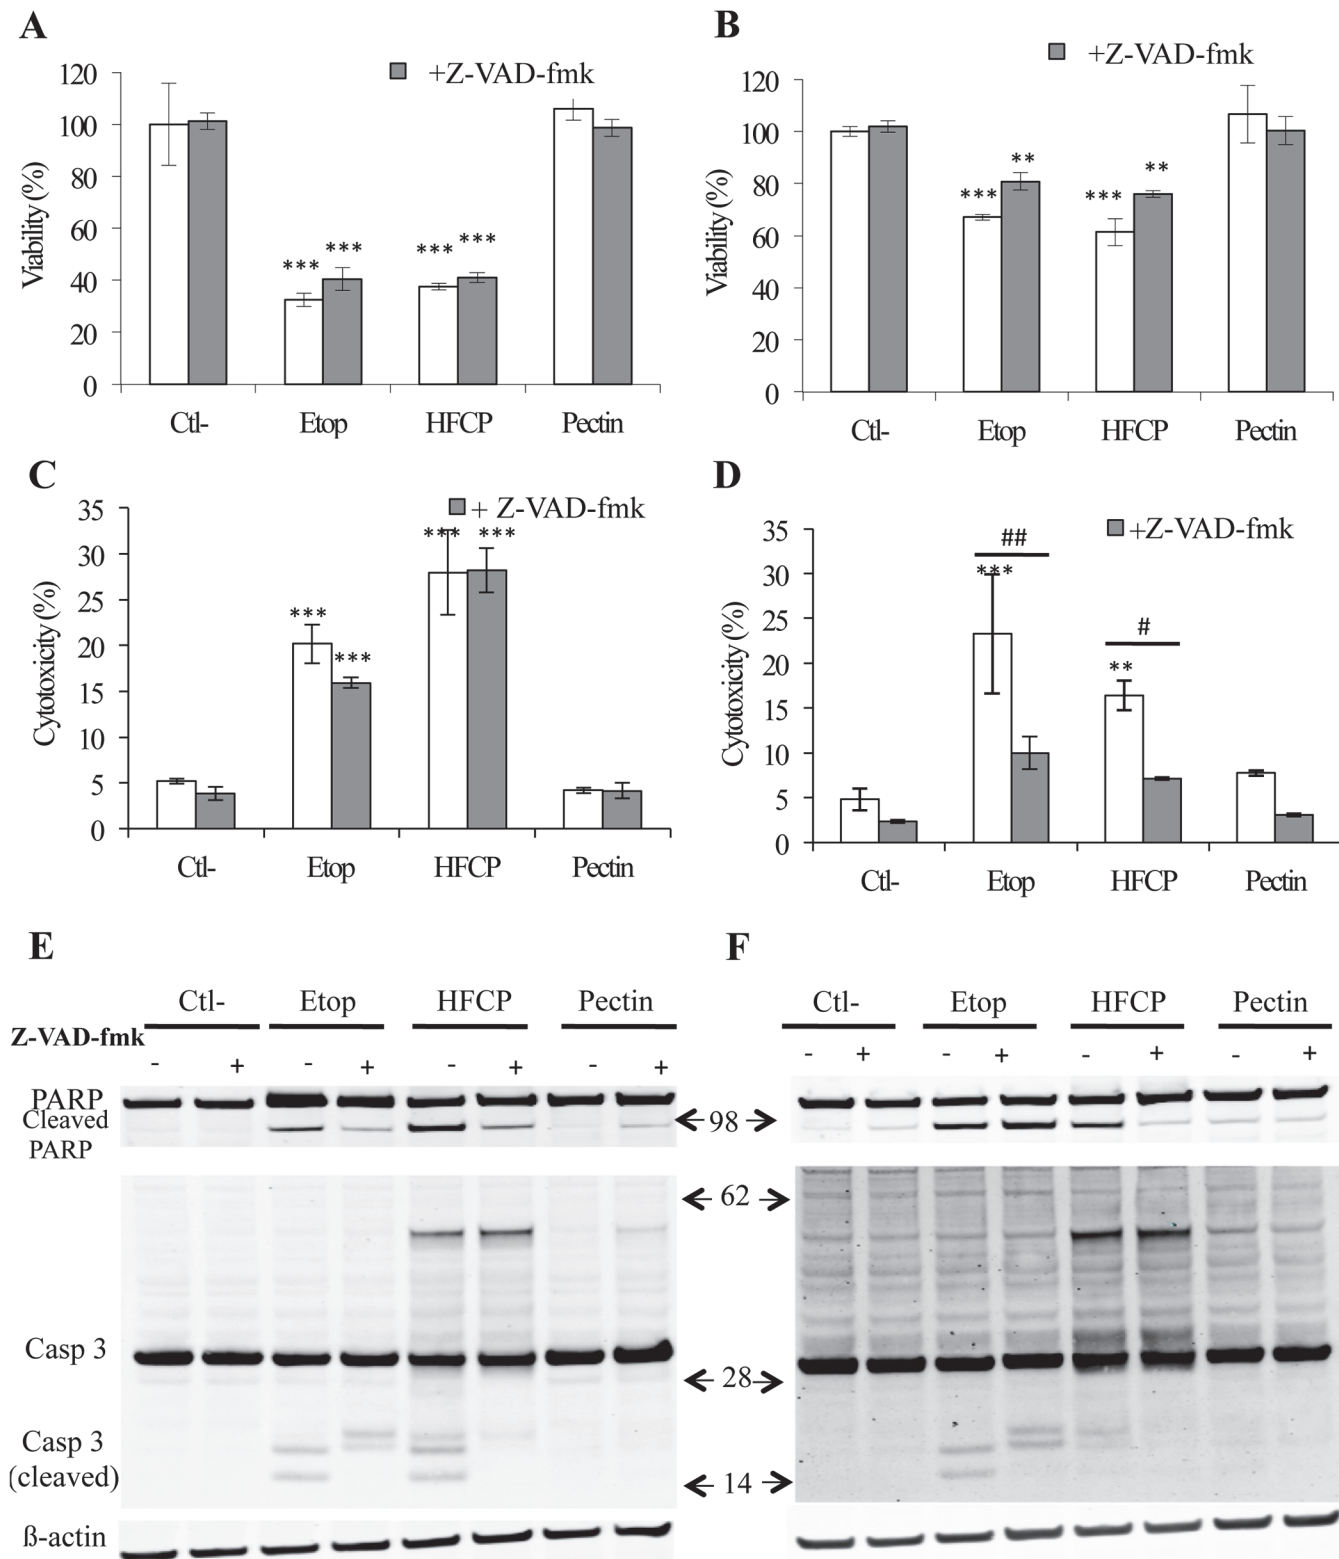 A
+Z-VAD-fmk
Viability (%)
120
100
80
60
40
20
0
***
***
***
***
Ctl-
Etop
HFCP
Pectin
B
+Z-VAD-fmk
Viability (%)
120
100
80
60
40
20
0
***
**
***
**
Ctl-
Etop
HFCP
Pectin
C
+ Z-VAD-fmk
Cytotoxicity (%)
35
30
25
20
15
10
5
0
***
***
***
***
Ctl-
Etop
HFCP
Pectin
D
+Z-VAD-fmk
Cytotoxicity (%)
35
30
25
20
15
10
5
0
##
***
#
**
Ctl-
Etop
HFCP
Pectin
E
Ctl-
Etop
HFCP
Pectin
Z-VAD-fmk
- + - + - + - +
PARP
Cleaved
PARP
Casp 3
Casp 3
(cleaved)
ß-actin
98
62
28
14
F
Ctl-
Etop
HFCP
Pectin
- + - + - + - +